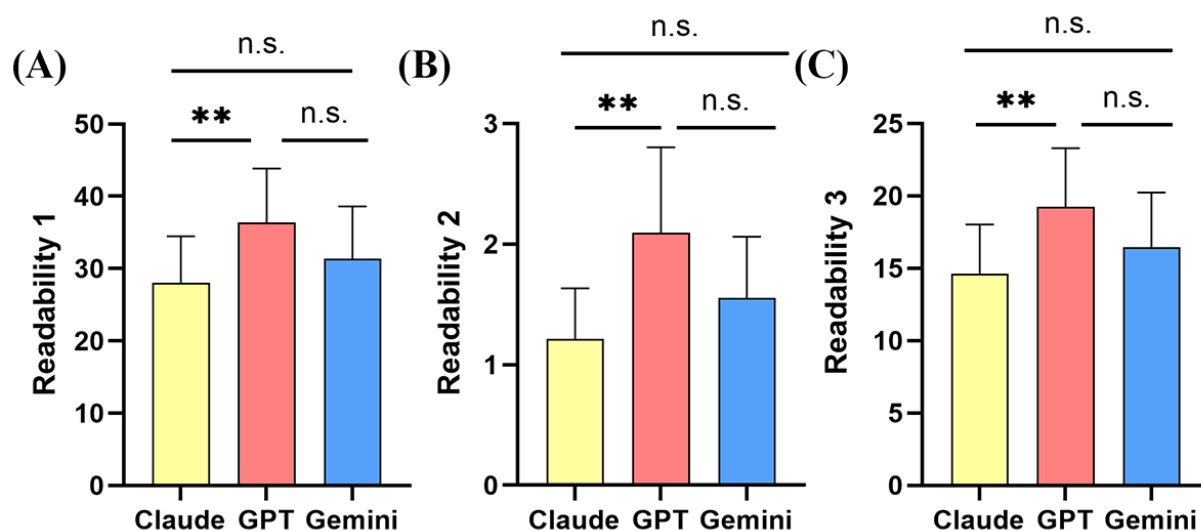 (A)
n.s.
** n.s.
Readability 1
50
40
30
20
10
0
Claude GPT Gemini
(B)
n.s.
** n.s.
Readability 2
3
2
1
0
Claude GPT Gemini
(C)
n.s.
** n.s.
Readability 3
25
20
15
10
5
0
Claude GPT Gemini